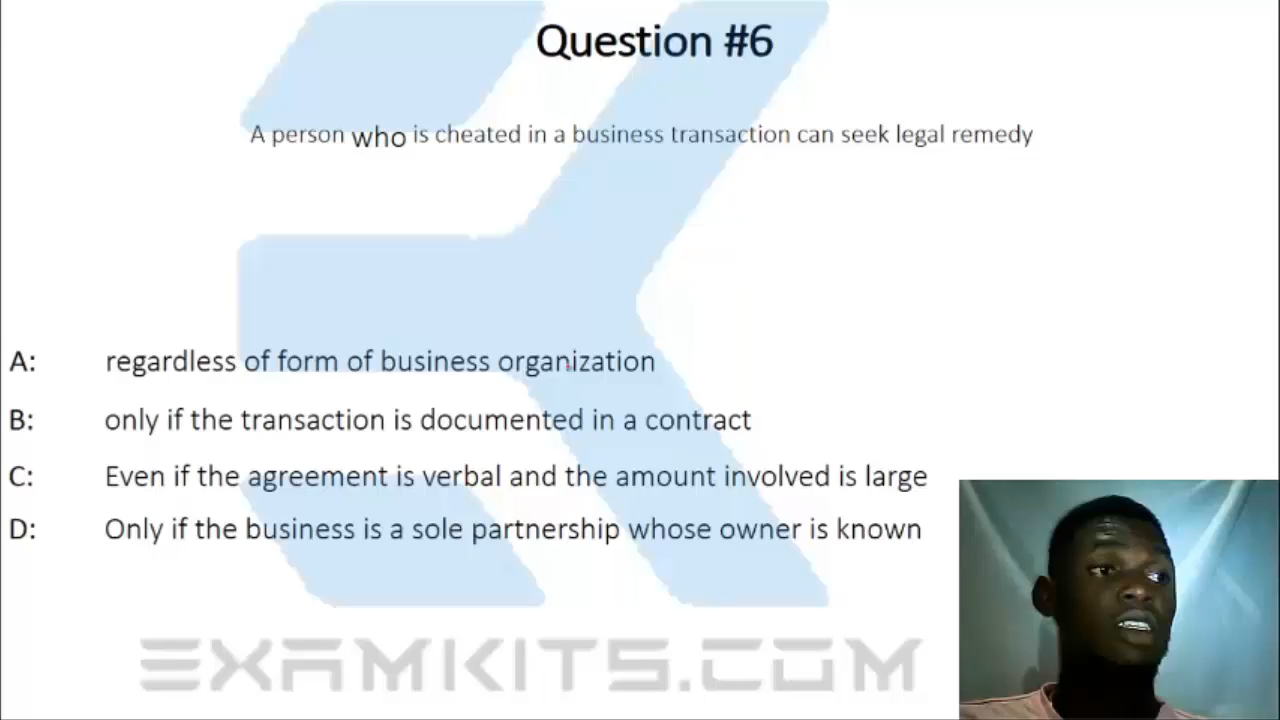 Question #6
A person who is cheated in a business transaction can seek legal remedy
A: regardless of form of business organization
B: only if the transaction is documented in a contract
C: Even if the agreement is verbal and the amount involved is large
D: Only if the business is a sole partnership whose owner is known
EXAMKITS.COM